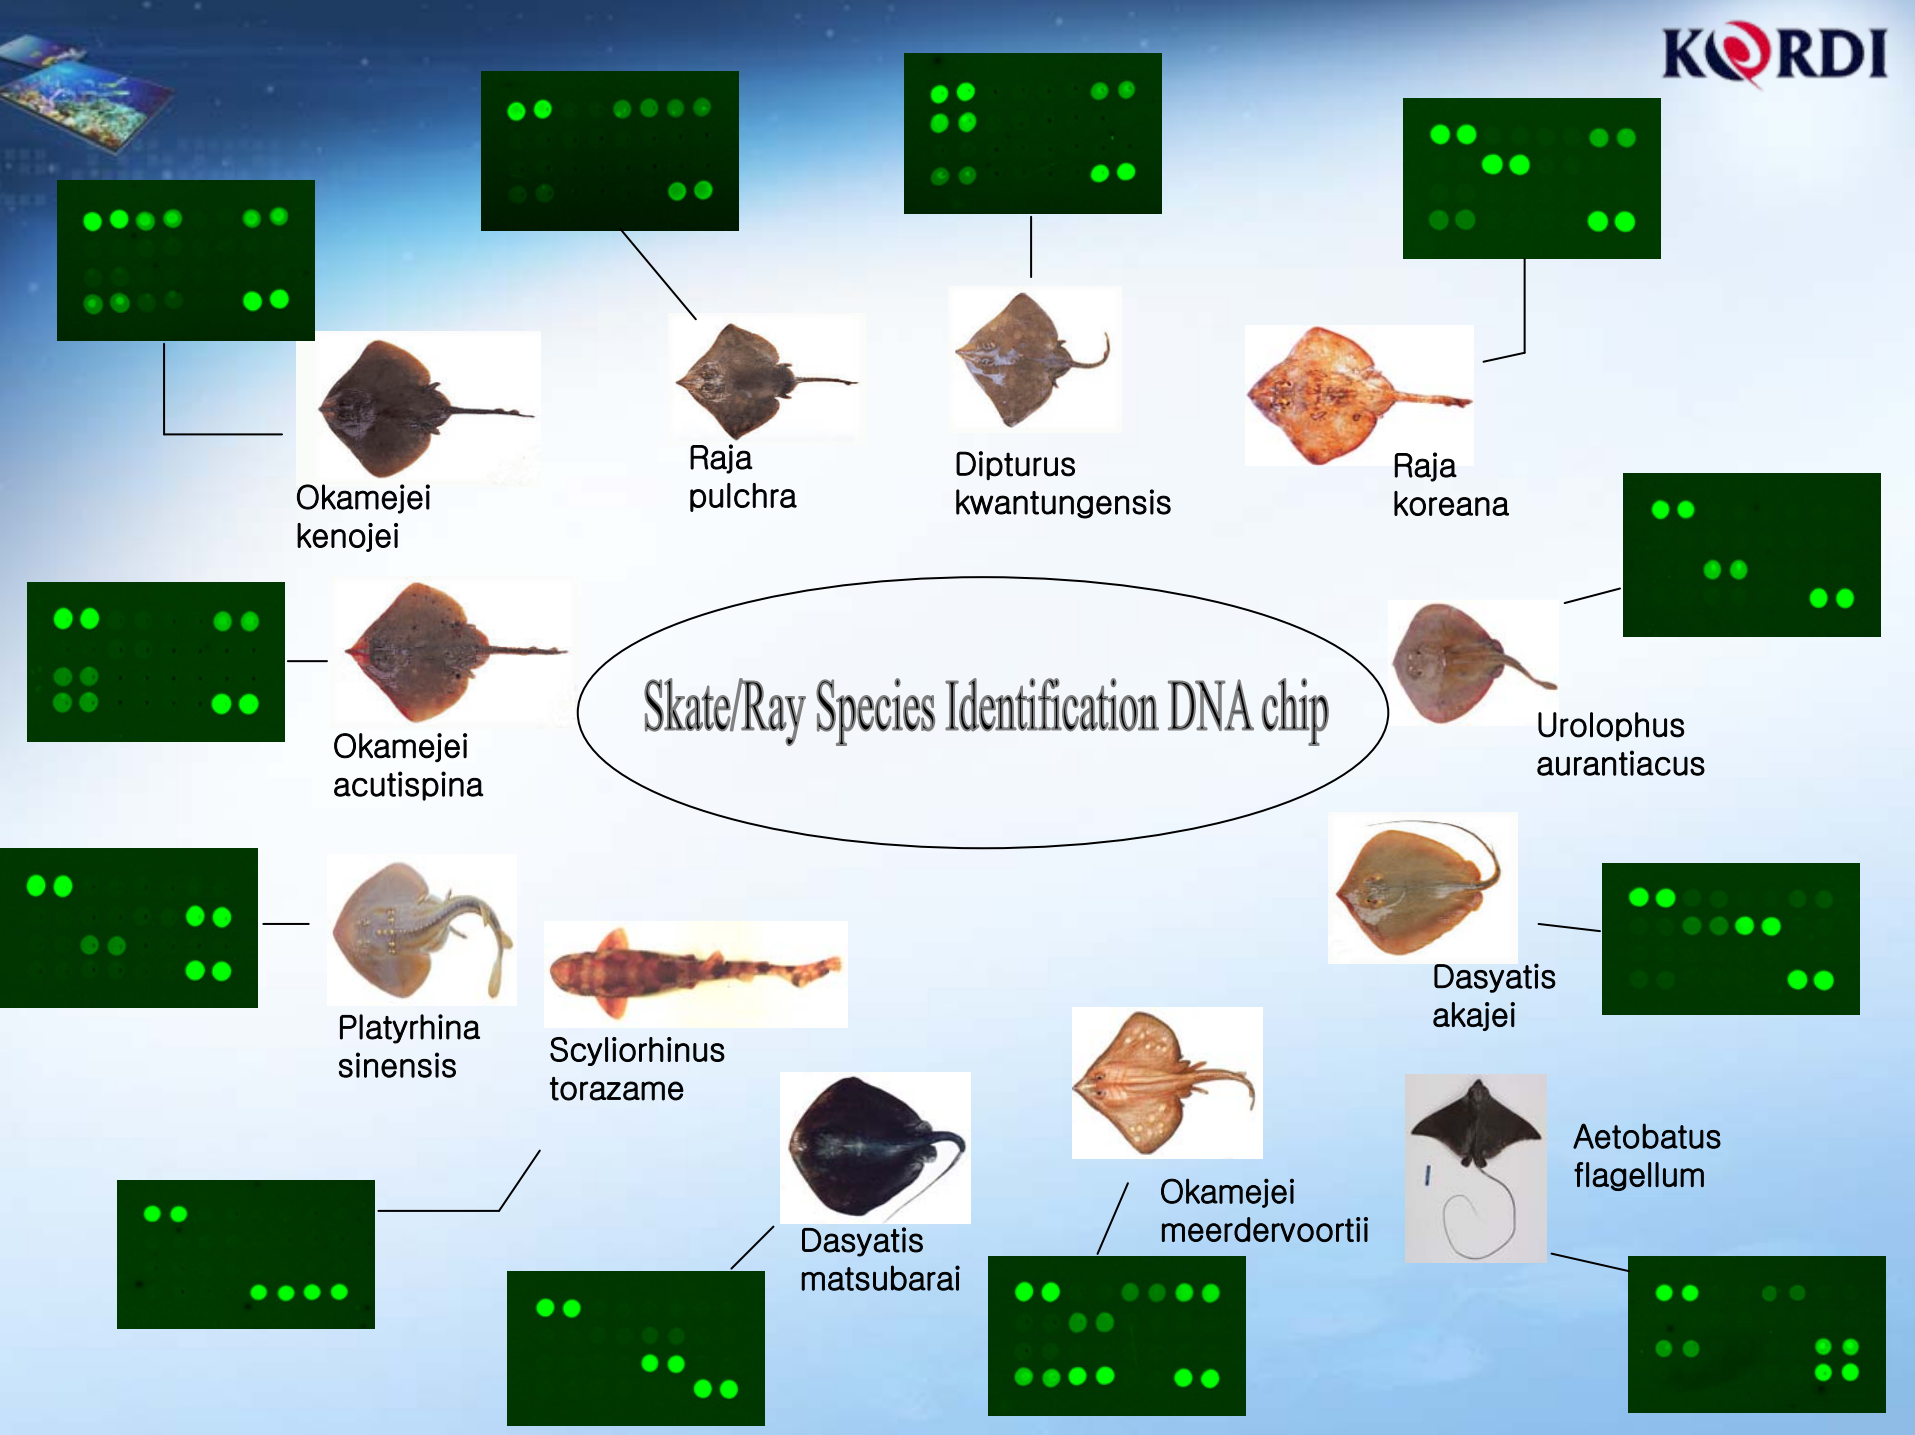 KORDI
Raja
pulchra
Dipturus
kwantungensis
Raja
koreana
Okamejei
kenojei
Skate/Ray Species Identification DNA chip
Urolophus
aurantiacus
Okamejei
acutispina
Dasyatis
akajei
Platyrhina
sinensis
Scyliorhinus
torazame
Aetobatus
flagellum
Okamejei
meerdervoortii
Dasyatis
matsubarai